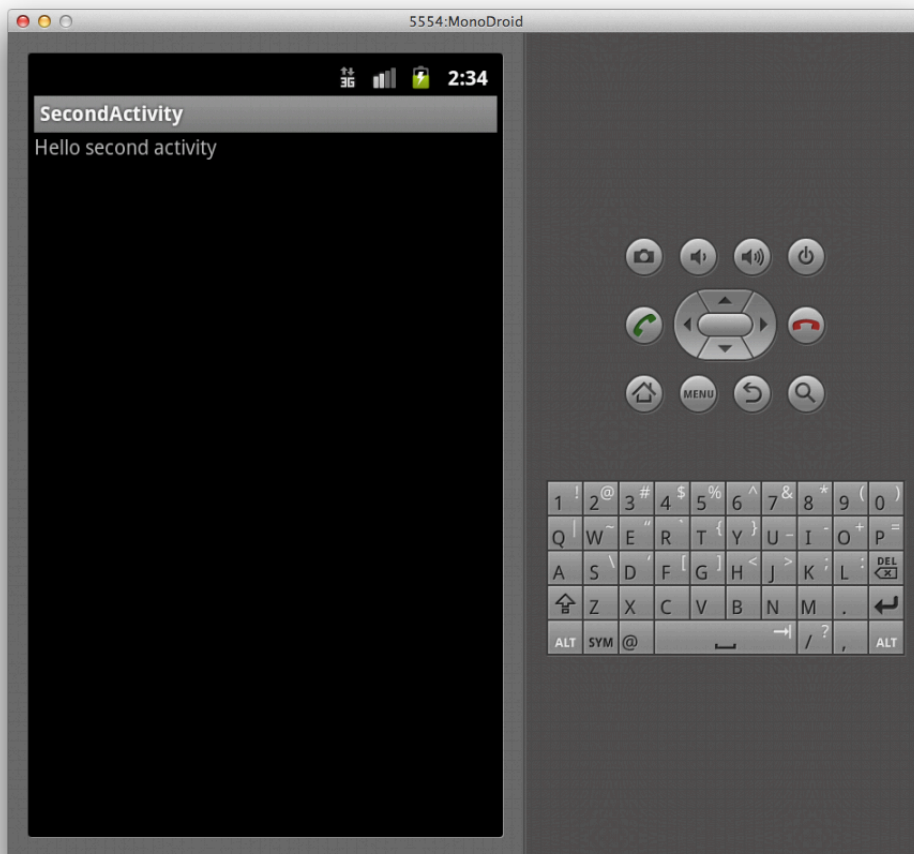 5554:MonoDroid
3G 2:34
SecondActivity
Hello second activity
MENU
1 ! 2 @ 3 # 4 $ 5 % 6 ^ 7 & 8 * 9 ( 0 )
Q | W ~ E " R ` T { Y } U _ I - O + P =
A S \ D ' F [ G ] H < J > K ; L : DEL
Z X C V B N M .
ALT SYM @ / ? , ALT